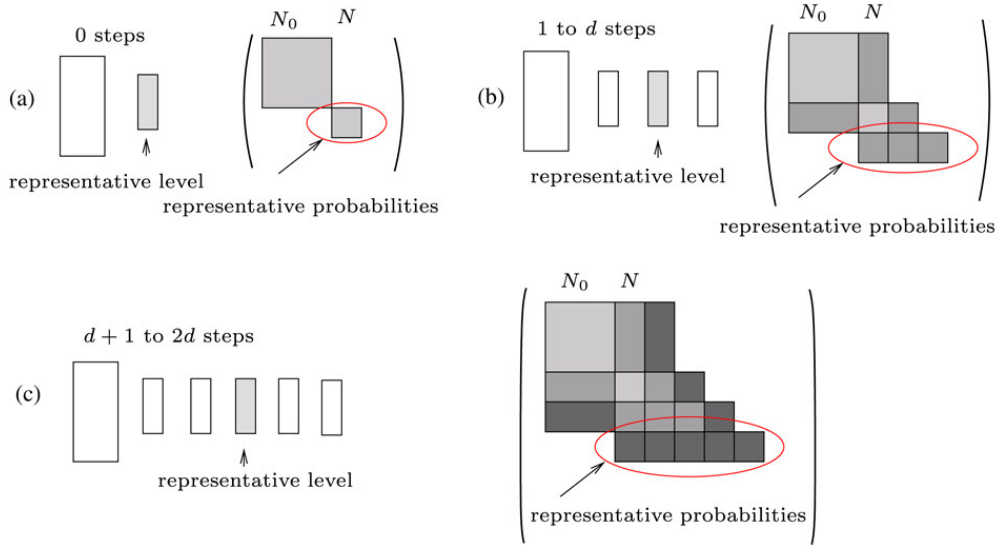 0 steps
N₀ N
(a)
representative level
representative probabilities
1 to d steps
N₀ N
(b)
representative level
representative probabilities
d + 1 to 2d steps
N₀ N
(c)
representative level
representative probabilities